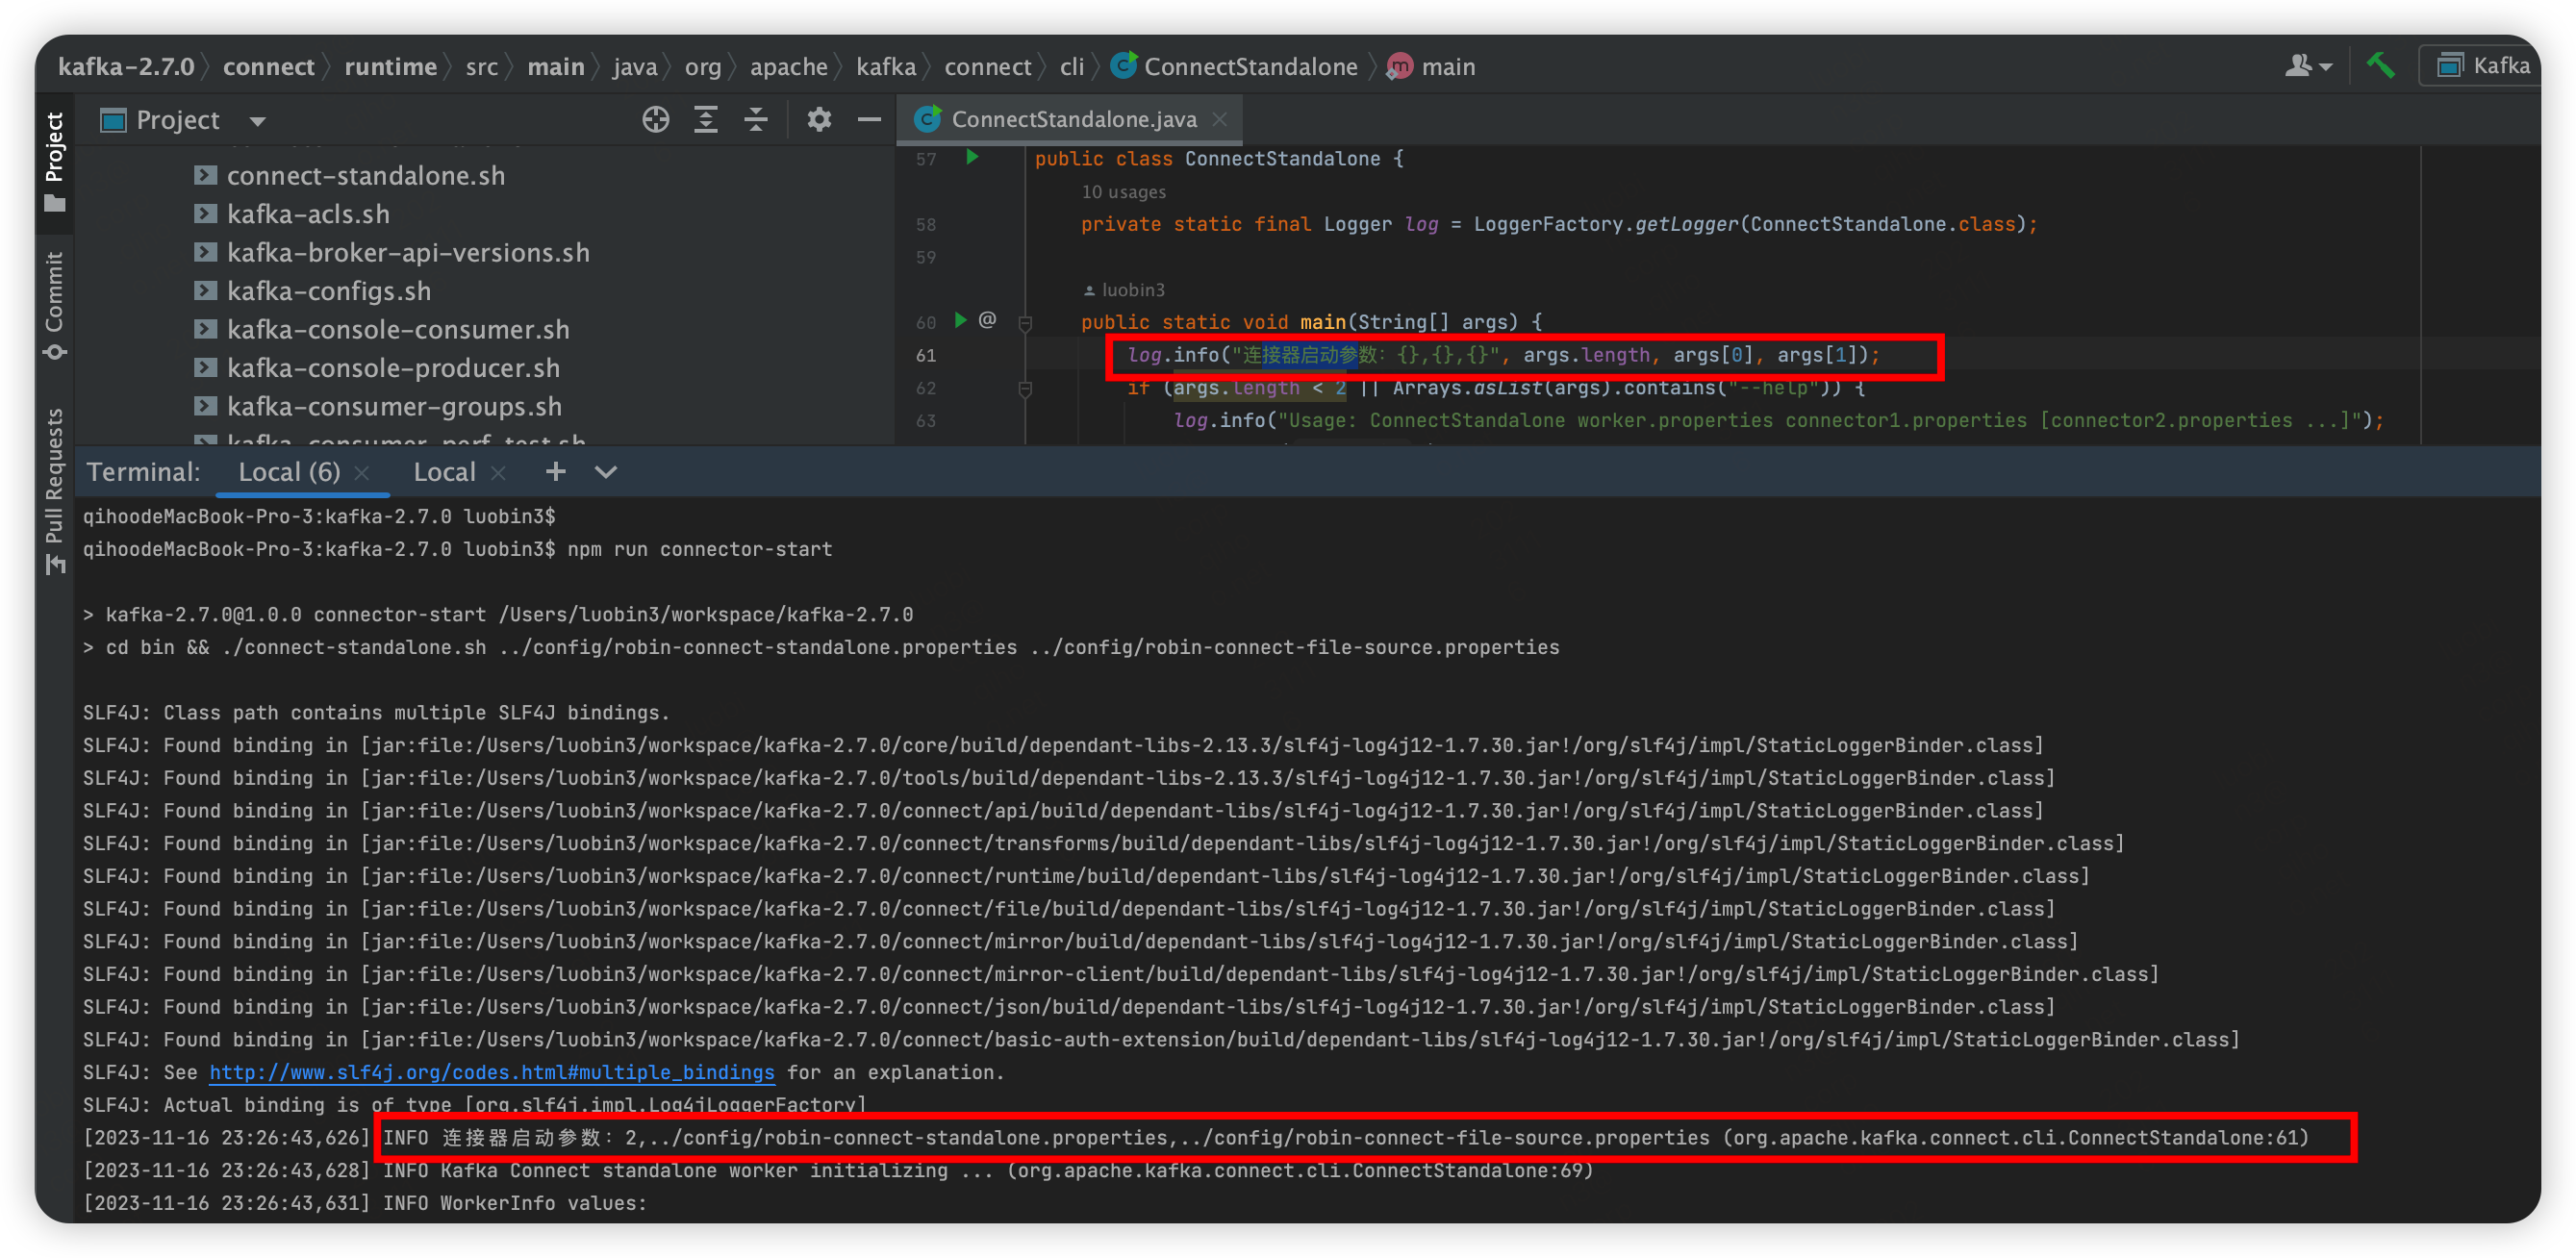 kafka-2.7.0 connect runtime src main java org apache kafka connect cli ConnectStandalone main
Kafka
Project
Commit
Pull Requests
Project
connect-standalone.sh
kafka-acls.sh
kafka-broker-api-versions.sh
kafka-configs.sh
kafka-console-consumer.sh
kafka-console-producer.sh
kafka-consumer-groups.sh
kafka-consumer-perf-test.sh
ConnectStandalone.java
57 public class ConnectStandalone {
10 usages
58 private static final Logger log = LoggerFactory.getLogger(ConnectStandalone.class);
59
luobin3
60 @ public static void main(String[] args) {
61 log.info("连接器启动参数: {},{},{}", args.length, args[0], args[1]);
62 if (args.length < 2 || Arrays.asList(args).contains("--help")) {
63 log.info("Usage: ConnectStandalone worker.properties connector1.properties [connector2.properties ...]");
Terminal: Local (6) Local
qihoodeMacBook-Pro-3:kafka-2.7.0 luobin3$
qihoodeMacBook-Pro-3:kafka-2.7.0 luobin3$ npm run connector-start
> kafka-2.7.0@1.0.0 connector-start /Users/luobin3/workspace/kafka-2.7.0
> cd bin && ./connect-standalone.sh ../config/robin-connect-standalone.properties ../config/robin-connect-file-source.properties
SLF4J: Class path contains multiple SLF4J bindings.
SLF4J: Found binding in [jar:file:/Users/luobin3/workspace/kafka-2.7.0/core/build/dependant-libs-2.13.3/slf4j-log4j12-1.7.30.jar!/org/slf4j/impl/StaticLoggerBinder.class]
SLF4J: Found binding in [jar:file:/Users/luobin3/workspace/kafka-2.7.0/tools/build/dependant-libs-2.13.3/slf4j-log4j12-1.7.30.jar!/org/slf4j/impl/StaticLoggerBinder.class]
SLF4J: Found binding in [jar:file:/Users/luobin3/workspace/kafka-2.7.0/connect/api/build/dependant-libs/slf4j-log4j12-1.7.30.jar!/org/slf4j/impl/StaticLoggerBinder.class]
SLF4J: Found binding in [jar:file:/Users/luobin3/workspace/kafka-2.7.0/connect/transforms/build/dependant-libs/slf4j-log4j12-1.7.30.jar!/org/slf4j/impl/StaticLoggerBinder.class]
SLF4J: Found binding in [jar:file:/Users/luobin3/workspace/kafka-2.7.0/connect/runtime/build/dependant-libs/slf4j-log4j12-1.7.30.jar!/org/slf4j/impl/StaticLoggerBinder.class]
SLF4J: Found binding in [jar:file:/Users/luobin3/workspace/kafka-2.7.0/connect/file/build/dependant-libs/slf4j-log4j12-1.7.30.jar!/org/slf4j/impl/StaticLoggerBinder.class]
SLF4J: Found binding in [jar:file:/Users/luobin3/workspace/kafka-2.7.0/connect/mirror/build/dependant-libs/slf4j-log4j12-1.7.30.jar!/org/slf4j/impl/StaticLoggerBinder.class]
SLF4J: Found binding in [jar:file:/Users/luobin3/workspace/kafka-2.7.0/connect/mirror-client/build/dependant-libs/slf4j-log4j12-1.7.30.jar!/org/slf4j/impl/StaticLoggerBinder.class]
SLF4J: Found binding in [jar:file:/Users/luobin3/workspace/kafka-2.7.0/connect/json/build/dependant-libs/slf4j-log4j12-1.7.30.jar!/org/slf4j/impl/StaticLoggerBinder.class]
SLF4J: Found binding in [jar:file:/Users/luobin3/workspace/kafka-2.7.0/connect/basic-auth-extension/build/dependant-libs/slf4j-log4j12-1.7.30.jar!/org/slf4j/impl/StaticLoggerBinder.class]
SLF4J: See http://www.slf4j.org/codes.html#multiple_bindings for an explanation.
SLF4J: Actual binding is of type [org.slf4j.impl.Log4jLoggerFactory]
[2023-11-16 23:26:43,626] INFO 连接器启动参数: 2,../config/robin-connect-standalone.properties,../config/robin-connect-file-source.properties (org.apache.kafka.connect.cli.ConnectStandalone:61)
[2023-11-16 23:26:43,628] INFO Kafka Connect standalone worker initializing ... (org.apache.kafka.connect.cli.ConnectStandalone:69)
[2023-11-16 23:26:43,631] INFO WorkerInfo values: